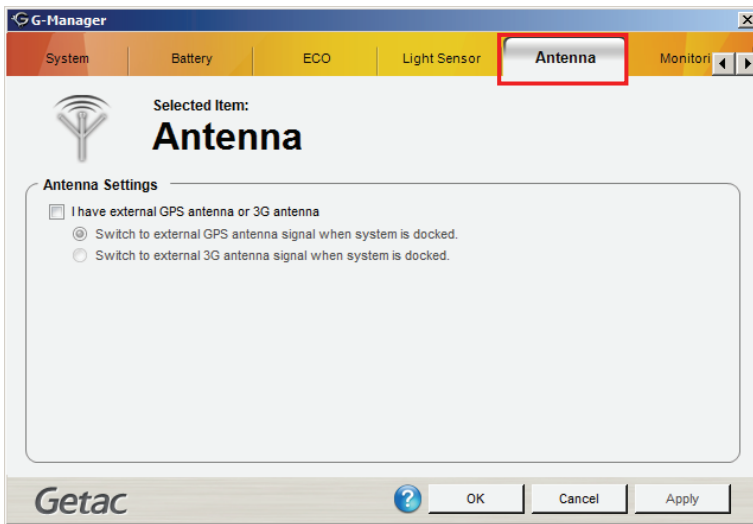 G-Manager
System Battery ECO Light Sensor Antenna Monitori
Selected Item:
Antenna
Antenna Settings
I have external GPS antenna or 3G antenna
Switch to external GPS antenna signal when system is docked.
Switch to external 3G antenna signal when system is docked.
Getac ? OK Cancel Apply